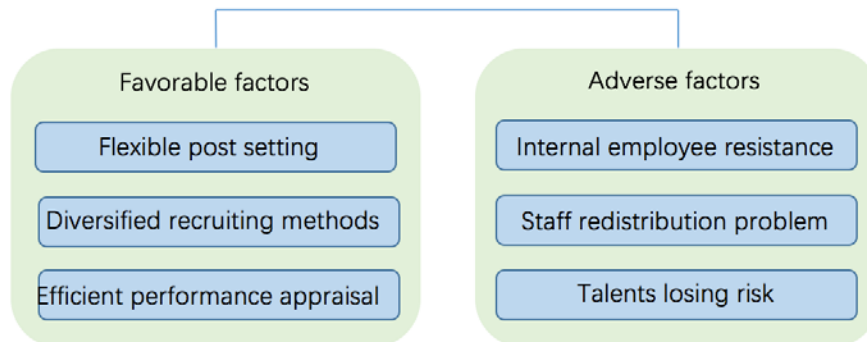 Favorable factors
Flexible post setting
Diversified recruiting methods
Efficient performance appraisal
Adverse factors
Internal employee resistance
Staff redistribution problem
Talents losing risk